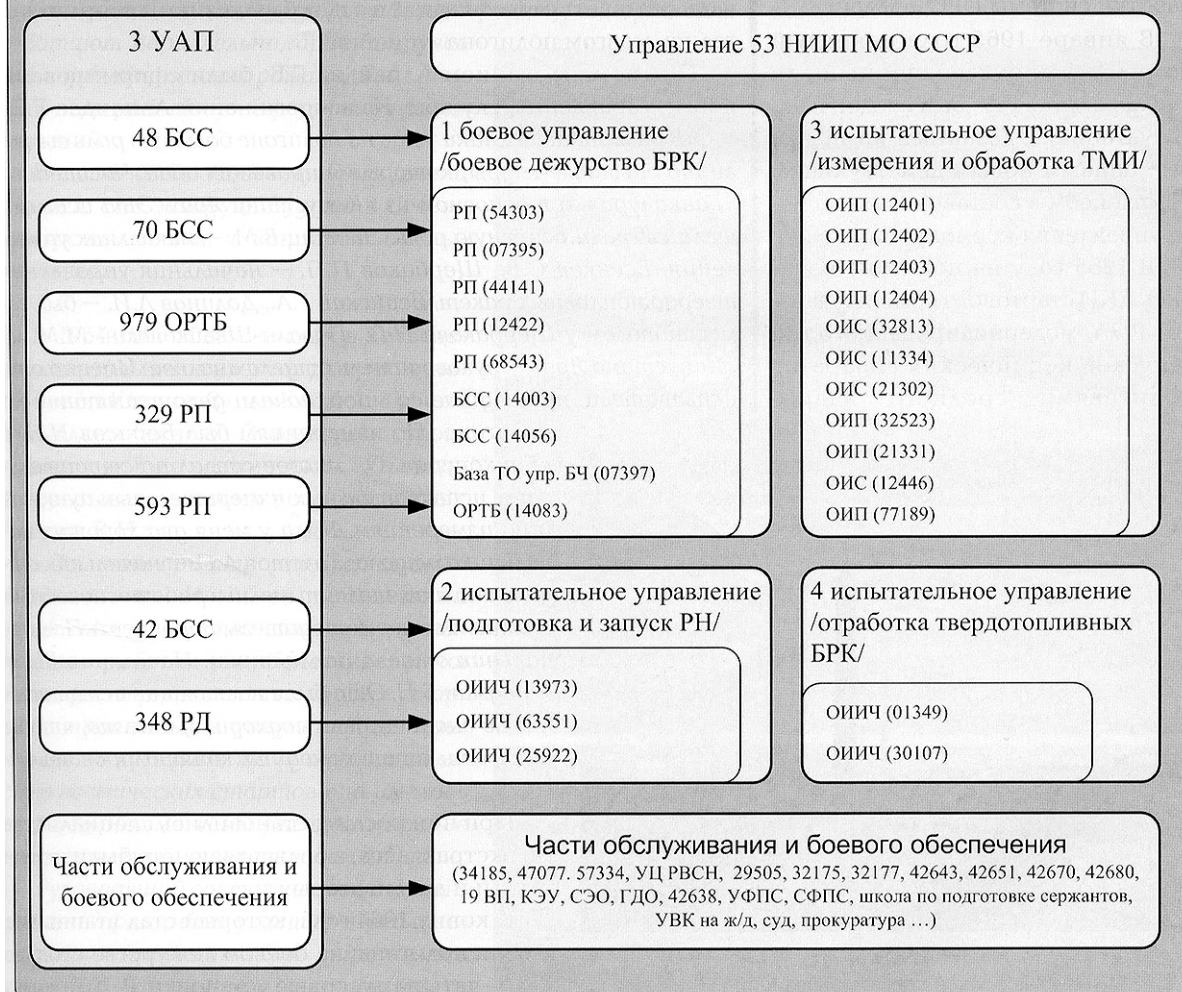 3 УАП
Управление 53 НИИП МО СССР
48 БСС
70 БСС
979 ОРТБ
329 РП
593 РП
42 БСС
348 РД
Части обслуживания и
боевого обеспечения
1 боевое управление
/боевое дежурство БРК/
РП (54303)
РП (07395)
РП (44141)
РП (12422)
РП (68543)
БСС (14003)
БСС (14056)
База ТО упр. БЧ (07397)
ОРТБ (14083)
3 испытательное управление
/измерения и обработка ТМИ/
ОИП (12401)
ОИП (12402)
ОИП (12403)
ОИП (12404)
ОИС (32813)
ОИС (11334)
ОИС (21302)
ОИП (32523)
ОИП (21331)
ОИС (12446)
ОИП (77189)
2 испытательное управление
/подготовка и запуск РН/
ОИИЧ (13973)
ОИИЧ (63551)
ОИИЧ (25922)
4 испытательное управление
/отработка твердотопливных
БРК/
ОИИЧ (01349)
ОИИЧ (30107)
Части обслуживания и боевого обеспечения
(34185, 47077. 57334, УЦ РВСН, 29505, 32175, 32177, 42643, 42651, 42670, 42680,
19 ВП, КЭУ, СЭО, ГДО, 42638, УФПС, СФПС, школа по подготовке сержантов,
УВК на ж/д, суд, прокуратура ...)